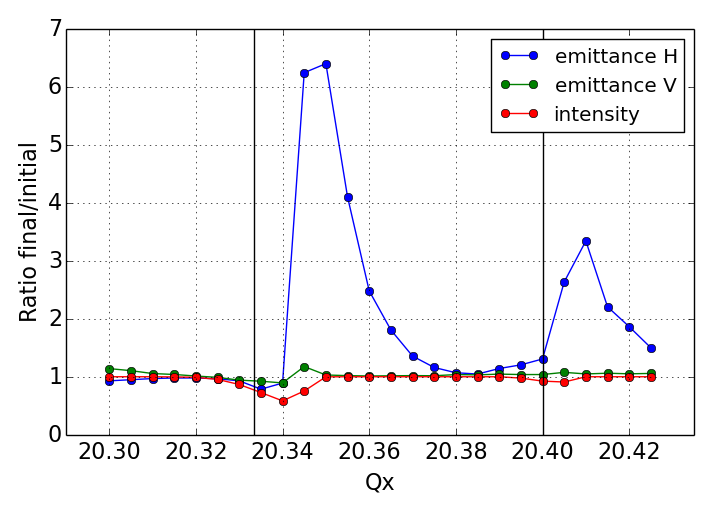 7
6
5
4
3
2
1
0
Ratio final/initial
emittance H
emittance V
intensity
20.30 20.32 20.34 20.36 20.38 20.40 20.42
Qx